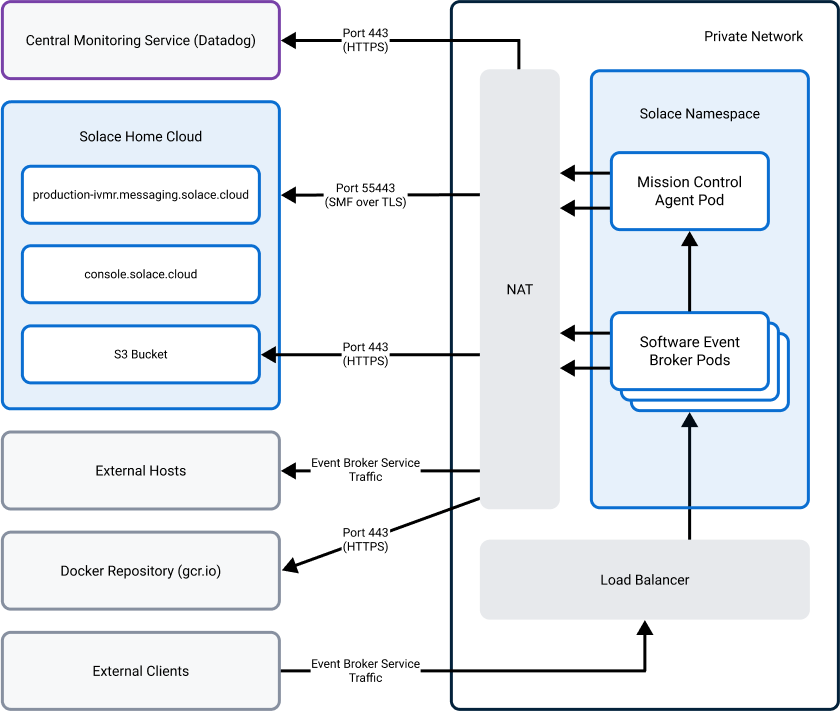 Central Monitoring Service (Datadog)
Port 443
(HTTPS)
Private Network
Solace Home Cloud
production-ivmr.messaging.solace.cloud
console.solace.cloud
S3 Bucket
Port 55443
(SMF over TLS)
Port 443
(HTTPS)
NAT
Solace Namespace
Mission Control
Agent Pod
Software Event
Broker Pods
External Hosts
Event Broker Service
Traffic
Docker Repository (gcr.io)
Port 443
(HTTPS)
Load Balancer
External Clients
Event Broker Service
Traffic